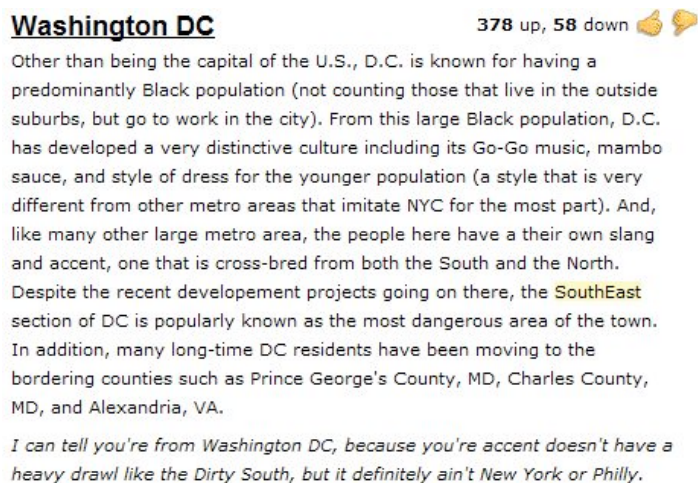 Washington DC
378 up, 58 down
Other than being the capital of the U.S., D.C. is known for having a
predominantly Black population (not counting those that live in the outside
suburbs, but go to work in the city). From this large Black population, D.C.
has developed a very distinctive culture including its Go-Go music, mambo
sauce, and style of dress for the younger population (a style that is very
different from other metro areas that imitate NYC for the most part). And,
like many other large metro area, the people here have a their own slang
and accent, one that is cross-bred from both the South and the North.
Despite the recent developement projects going on there, the SouthEast
section of DC is popularly known as the most dangerous area of the town.
In addition, many long-time DC residents have been moving to the
bordering counties such as Prince George's County, MD, Charles County,
MD, and Alexandria, VA.
I can tell you're from Washington DC, because you're accent doesn't have a
heavy drawl like the Dirty South, but it definitely ain't New York or Philly.